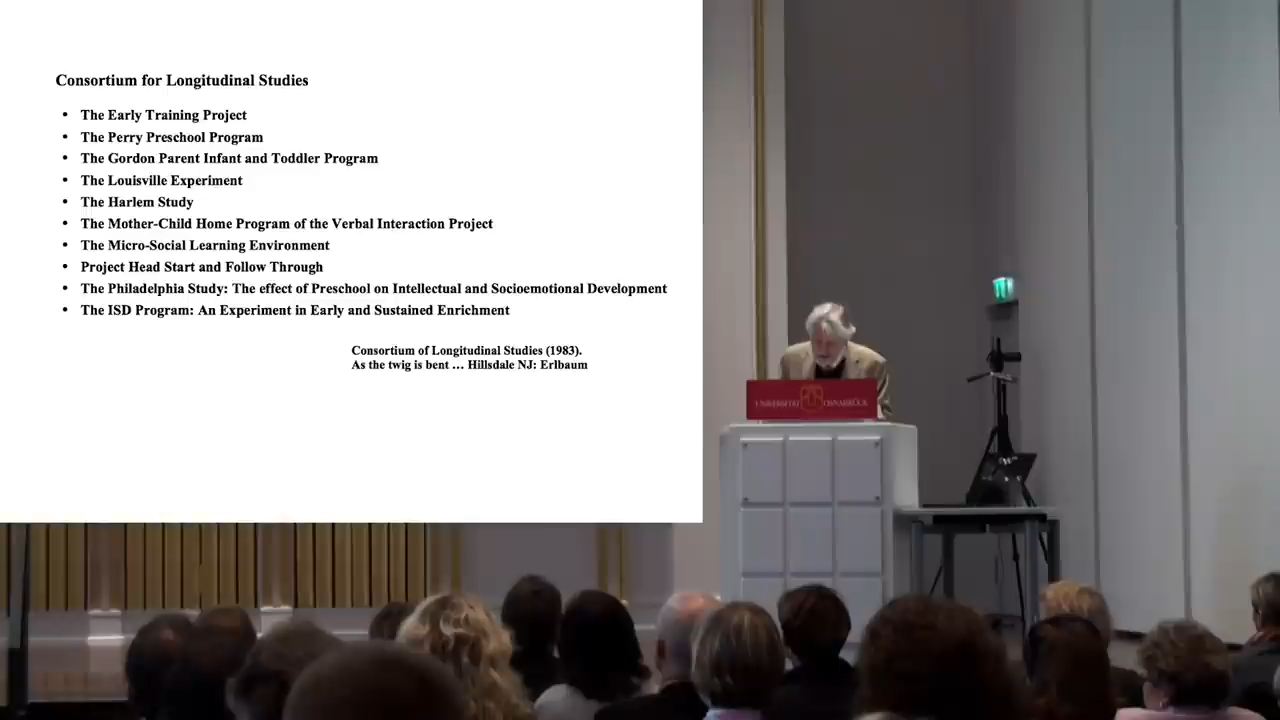 Consortium for Longitudinal Studies
• The Early Training Project
• The Perry Preschool Program
• The Gordon Parent Infant and Toddler Program
• The Louisville Experiment
• The Harlem Study
• The Mother-Child Home Program of the Verbal Interaction Project
• The Micro-Social Learning Environment
• Project Head Start and Follow Through
• The Philadelphia Study: The effect of Preschool on Intellectual and Socioemotional Development
• The ISD Program: An Experiment in Early and Sustained Enrichment
Consortium of Longitudinal Studies (1983).
As the twig is bent … Hillsdale NJ: Erlbaum
UNIVERSITÄT OSNABRÜCK